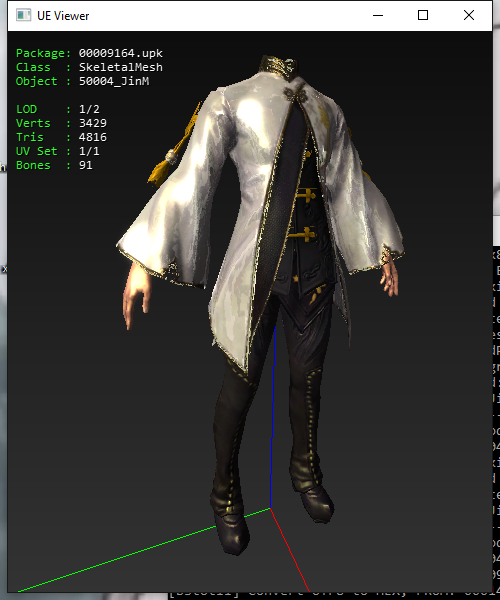 UE Viewer
Package: 00009164.upk
Class : SkeletalMesh
Object : 50004_JinM
LOD : 1/2
Verts : 3429
Tris : 4816
UV Set : 1/1
Bones : 91